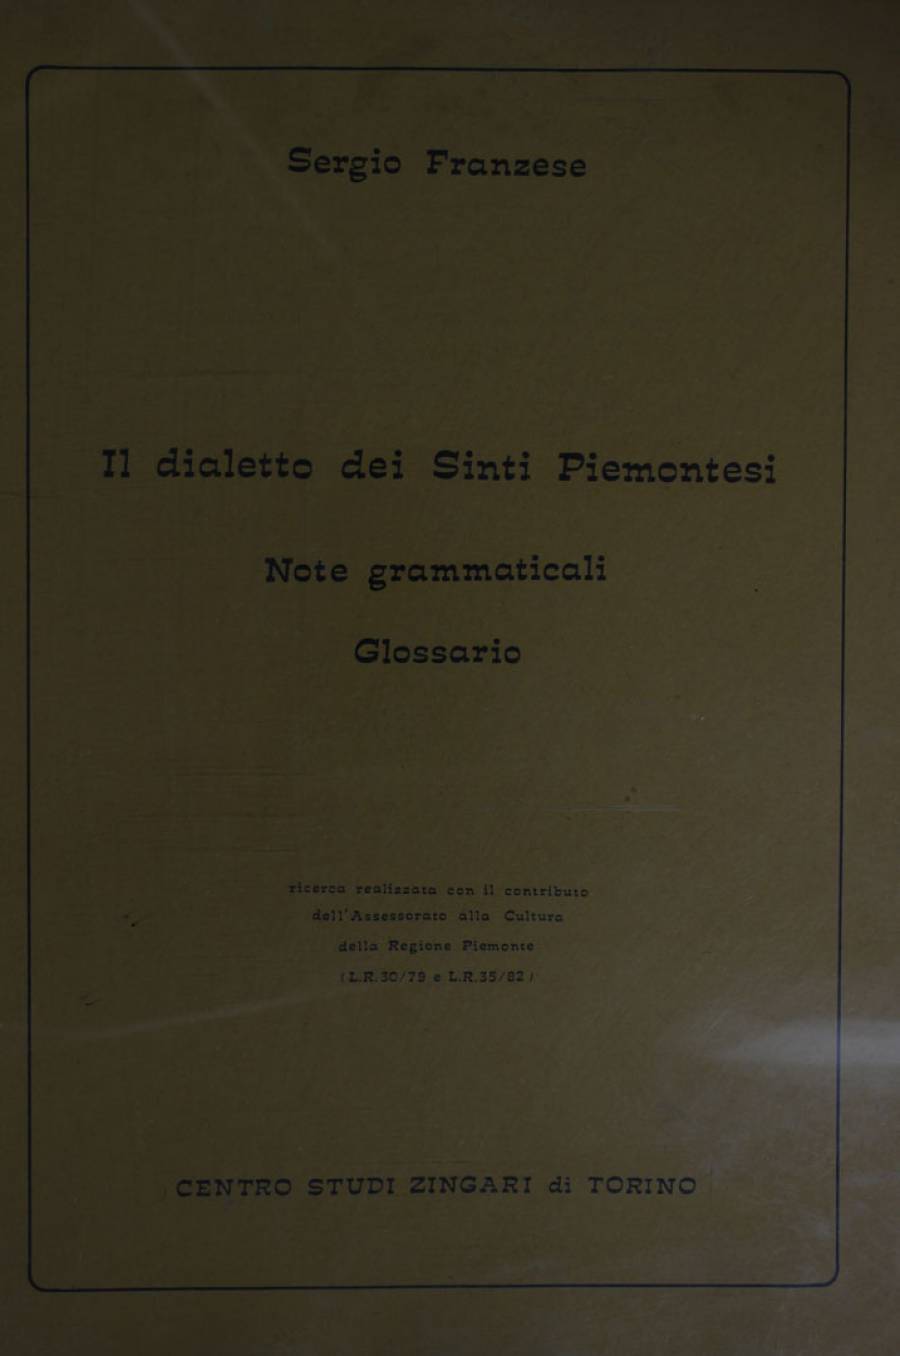 Sergio Franzese
Il dialetto dei Sinti Piemontesi
Note grammaticali
Glossario
ricerca realizzata con il contributo
dell'Assessorato alla Cultura
della Regione Piemonte
(L.R.30/79 e L.R.35/82)
CENTRO STUDI ZINGARI di TORINO